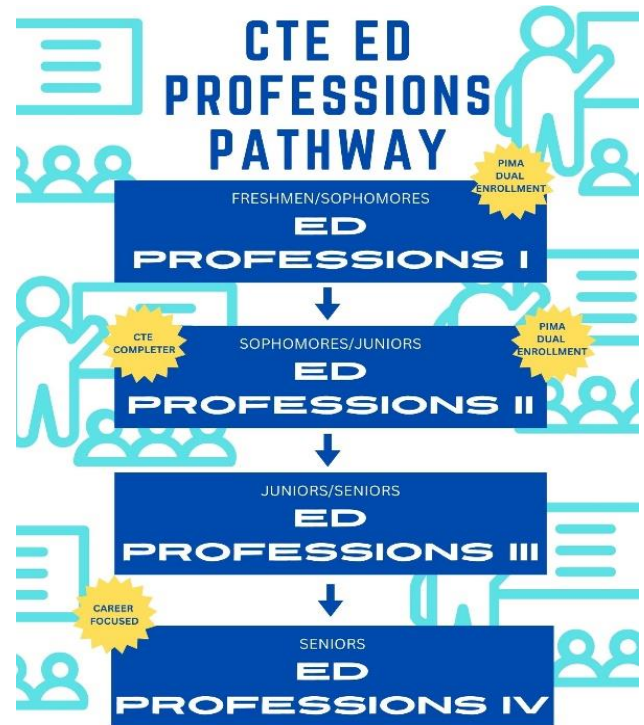 CTE ED
PROFESSIONS
PATHWAY
PIMA
DUAL
ENROLLMENT
FRESHMEN/SOPHOMORES
ED
PROFESSIONS I
CTE
COMPLETER
PIMA
DUAL
ENROLLMENT
SOPHOMORES/JUNIORS
ED
PROFESSIONS II
JUNIORS/SENIORS
ED
PROFESSIONS III
CAREER
FOCUSED
SENIORS
ED
PROFESSIONS IV